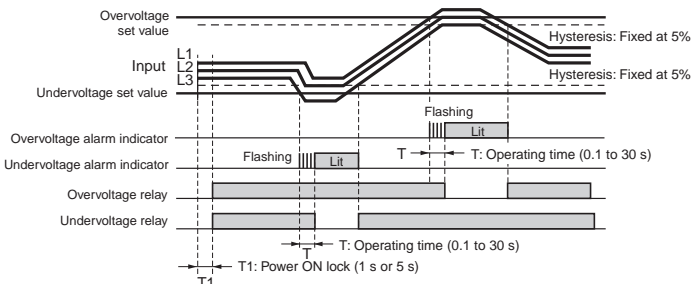 Overvoltage
set value
Hysteresis: Fixed at 5%
L1
Input L2
L3
Hysteresis: Fixed at 5%
Undervoltage set value
Flashing
Overvoltage alarm indicator
Lit
T
T: Operating time (0.1 to 30 s)
Undervoltage alarm indicator
Flashing
Lit
Overvoltage relay
Undervoltage relay
T: Operating time (0.1 to 30 s)
T
T1: Power ON lock (1 s or 5 s)
T1